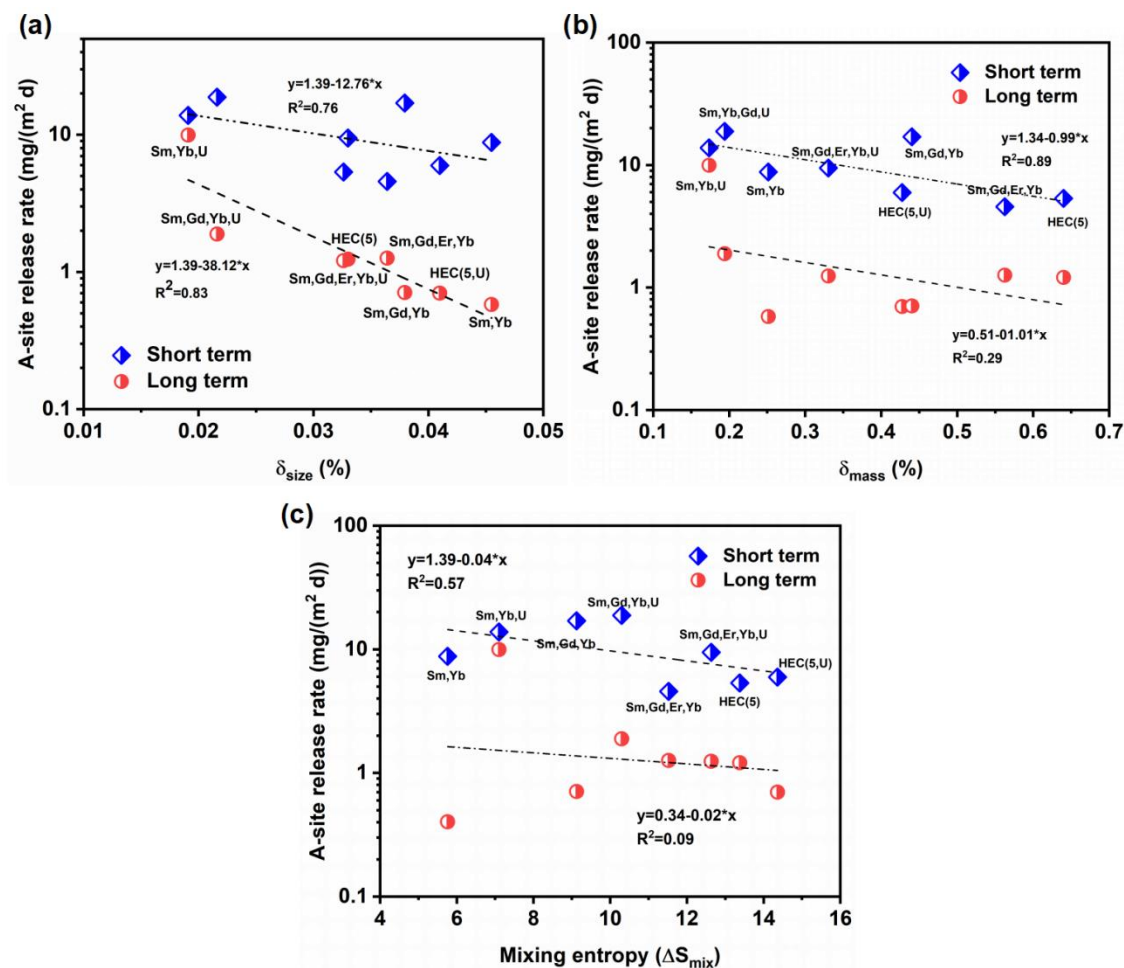 (a)
A-site release rate (mg/(m² d))
10
1
0.1
y=1.39-12.76*x
R²=0.76
Sm,Yb,U
Sm,Gd,Yb,U
HEC(5)
Sm,Gd,Er,Yb
y=1.39-38.12*x
R²=0.83
Sm,Gd,Er,Yb,U
HEC(5,U)
Sm,Gd,Yb
Sm,Yb
Short term
Long term
0.01
0.02
0.03
0.04
0.05
δsize (%)
(b)
A-site release rate (mg/(m² d))
100
10
1
0.1
Short term
Long term
Sm,Yb,Gd,U
y=1.34-0.99*x
R²=0.89
Sm,Gd,Er,Yb,U
Sm,Gd,Yb
Sm,Yb,U
Sm,Yb
Sm,Gd,Er,Yb
HEC(5,U)
HEC(5)
y=0.51-01.01*x
R²=0.29
0.1
0.2
0.3
0.4
0.5
0.6
0.7
δmass (%)
(c)
A-site release rate (mg/(m² d))
100
10
1
0.1
y=1.39-0.04*x
R²=0.57
Short term
Long term
Sm,Yb,U
Sm,Gd,Yb,U
Sm,Gd,Yb
Sm,Gd,Er,Yb,U
Sm,Yb
HEC(5,U)
Sm,Gd,Er,Yb
HEC(5)
y=0.34-0.02*x
R²=0.09
4
6
8
10
12
14
16
Mixing entropy (ΔSmix)